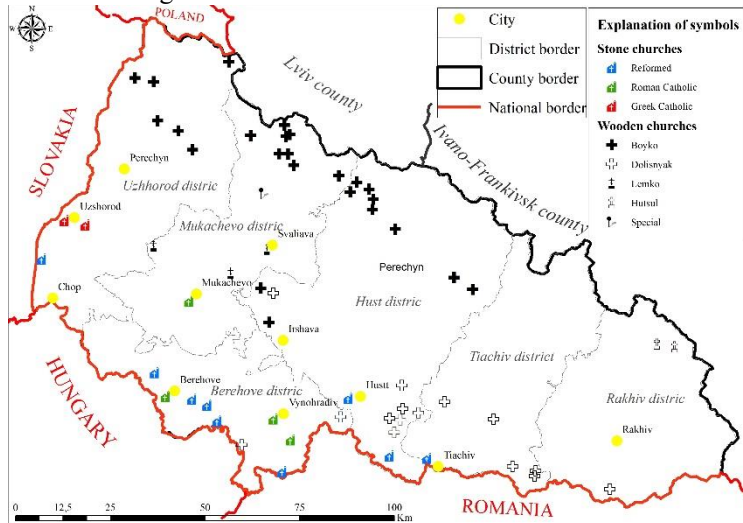 POLAND
N
W
E
S
City
District border
County border
National border
Explanation of symbols
Stone churches
Reformed
Roman Catholic
Greek Catholic
Wooden churches
Boyko
Dolisnyak
Lemko
Hutsul
Special
Lviv county
Ivano-Frankivsk county
SLOVAKIA
Perechyn
Uzhhorod distric
Uzshorod
Mukachevo distric
Svaliava
Perechyn
Chop
Mukachevo
Hust distric
Irshava
Tiachiv district
HUNGARY
Berehove
Berehove distric
Hustt
Rakhiv distric
Vynohradiv
Rakhiv
Tiachiv
ROMANIA
0 12,5 25 50 75 100
Km